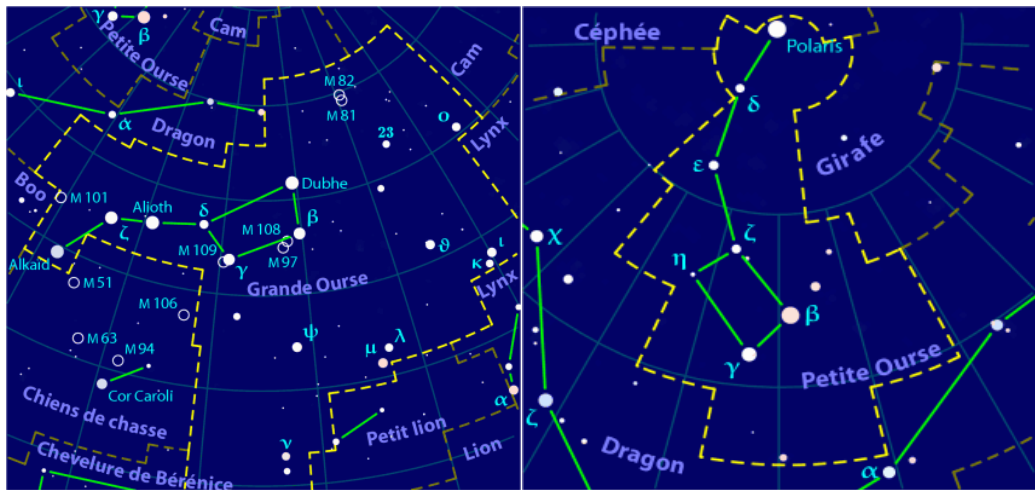 γ
β
Petite Ourse
Cam
Cam
ι
α
Dragon
M 82
M 81
23
ο
Lynx
Boo
M 101
Alioth
δ
Dubhe
ζ
M 108
β
Alkaid
M 109
γ
M 97
θ
ι
κ
Lynx
M 51
Grande Ourse
M 106
M 63
M 94
ψ
λ
μ
Cor Caroli
α
Chiens de chasse
Petit lion
Lion
ν
Chevelure de Bérénice
Céphée
Polaris
δ
Girafe
ε
χ
ζ
η
β
γ
Petite Ourse
ζ
Dragon
α